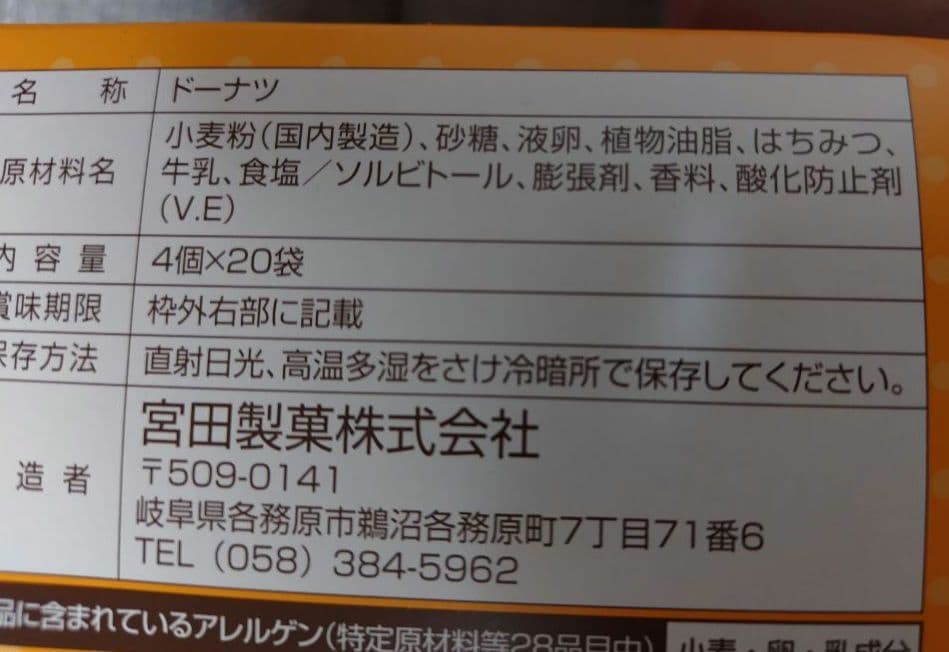 名称 ドーナツ
原材料名 小麦粉(国内製造)、砂糖、液卵、植物油脂、はちみつ、
牛乳、食塩／ソルビトール、膨張剤、香料、酸化防止剤
(V.E)
内容量 4個×20袋
賞味期限 枠外右部に記載
保存方法 直射日光、高温多湿をさけ冷暗所で保存してください。
造者 宮田製菓株式会社
〒509-0141
岐阜県各務原市鵜沼各務原町7丁目71番6
TEL (058) 384-5962
品に含まれているアレルゲン(特定原材料等28品目中) 小麦・卵・乳成分